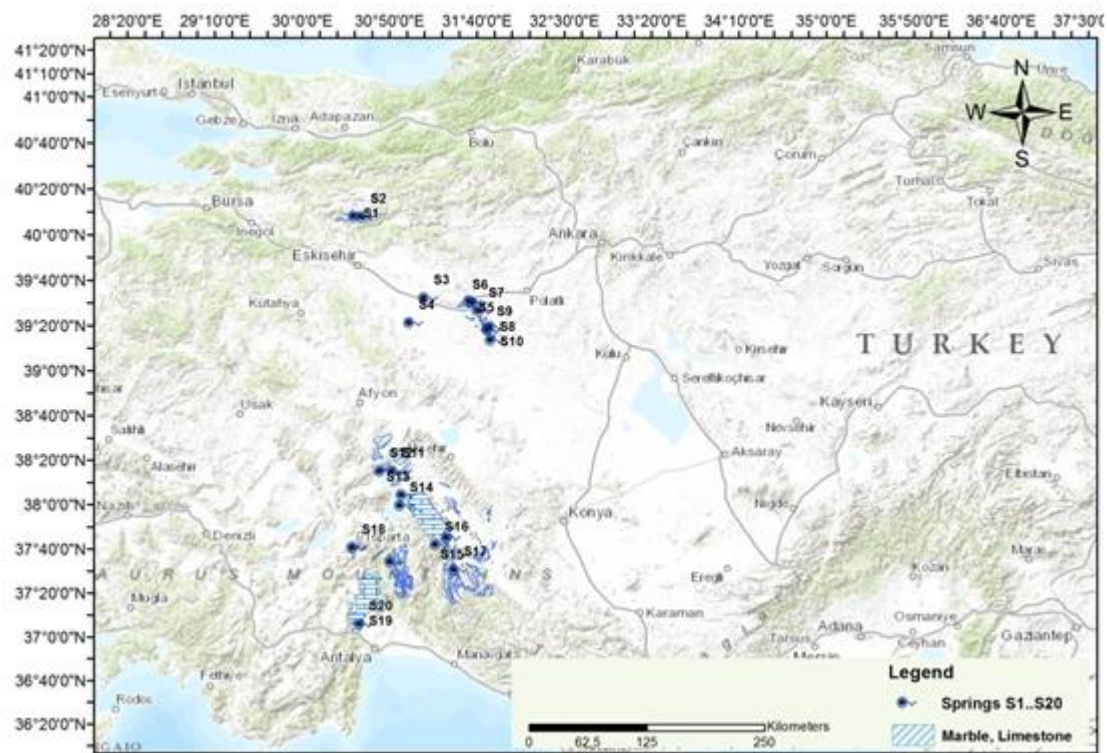 28°20'0"E 29°10'0"E 30°0'0"E 30°50'0"E 31°40'0"E 32°30'0"E 33°20'0"E 34°10'0"E 35°0'0"E 35°50'0"E 36°40'0"E 37°30'0"
41°20'0"N
41°10'0"N
41°0'0"N
40°40'0"N
40°20'0"N
40°0'0"N
39°40'0"N
39°20'0"N
39°0'0"N
38°40'0"N
38°20'0"N
38°0'0"N
37°40'0"N
37°20'0"N
37°0'0"N
36°40'0"N
36°20'0"N
Samsun
Karabuk
N
W E
S
Esenyurt
Istanbul
Gebze
Iznik
Adapazari
Bolu
Çankırı
Çorum
Turhal
Tokat
Bursa
Inegol
S2
S1
Ankara
Kirikkale
Yozgat
Sorgun
Sivas
Eskisehir
S3
S6
S7
S4
S5
S9
S8
S10
Polatli
Kutahya
Kulu
Kirsehir
TURKEY
Sereflikoçhisar
Kayseri
Nevsehir
Afyon
Usak
Salihli
Alasehir
Aksaray
Elbistan
S11
S13
S14
Nigde
Konya
Denizli
S18
S16
S15
S17
Eregli
Kozan
Maras
MOUNTAINS
Mugla
S20
S19
Karaman
Osmaniye
Adana
Ceyhan
Gaziantep
Tarsus
Antalya
Manavgat
Fethiye
Rodos
Legend
Springs S1..S20
Marble, Limestone
Kilometers
0 62,5 125 250